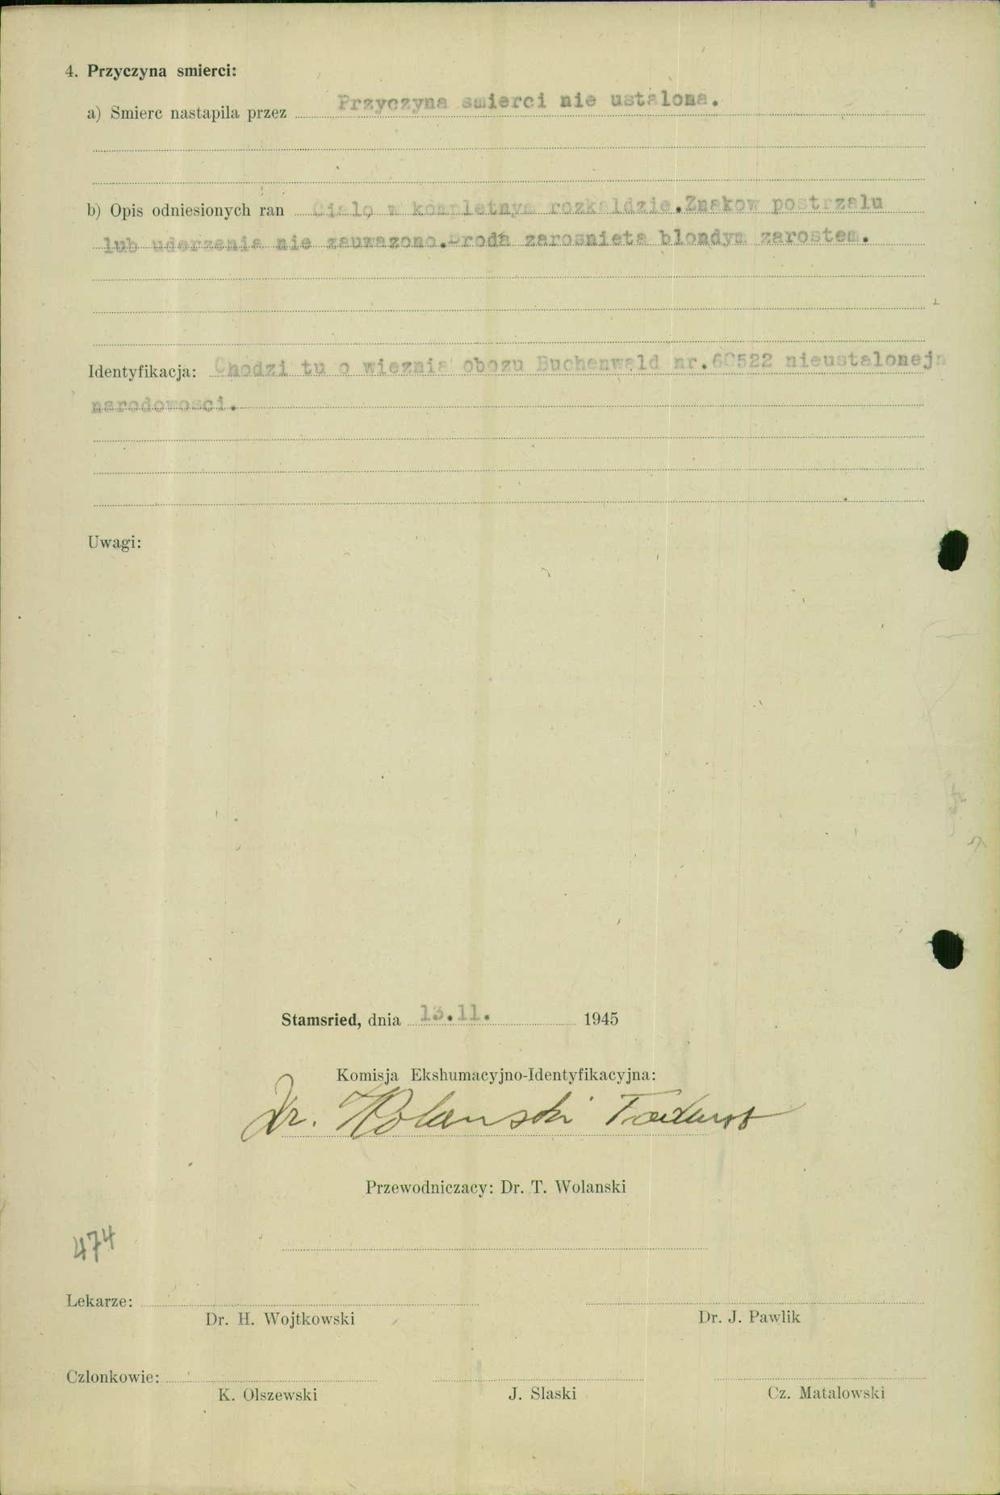 4. Przyczyna smierci:
a) Smierc nastapila przez Przyczyna smierci nie ustalona.
b) Opis odniesionych ran Cialo w kompletnym rozkaldzie.Znakow postrzalu
lub uderzenia nie zauwazono.Broda zarosnieta blondym zarostem.
Identyfikacja: Chodzi tu o wieznia obozu Buchenwald nr.60522 nieustalonej
narodowosci.
Uwagi:
Stamsried, dnia 13.11. 1945
Komisja Ekshumacyjno-Identyfikacyjna:
Dr. Wolanski Tadeusz
Przewodniczacy: Dr. T. Wolanski
474
Lekarze:
Dr. H. Wojtkowski Dr. J. Pawlik
Czlonkowie:
K. Olszewski J. Slaski Cz. Matalowski